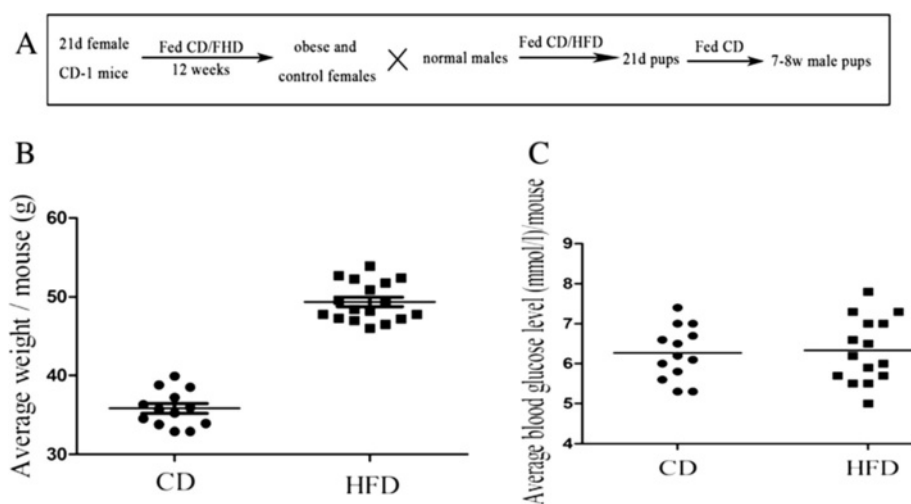 A
21d female
CD-1 mice
Fed CD/FHD
12 weeks
obese and
control females
normal males
Fed CD/HFD
21d pups
Fed CD
7-8w male pups
B
Average weight / mouse (g)
60
50
40
30
CD
HFD
C
Average blood glucose level (mmol/l)/mouse
9
8
7
6
5
4
CD
HFD